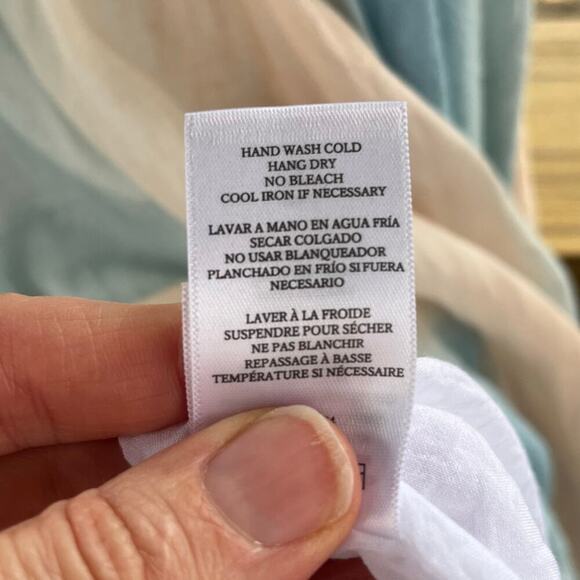 HAND WASH COLD
HANG DRY
NO BLEACH
COOL IRON IF NECESSARY
LAVAR A MANO EN AGUA FRÍA
SECAR COLGADO
NO USAR BLANQUEADOR
PLANCHADO EN FRÍO SI FUERA
NECESARIO
LAVER À LA FROIDE
SUSPENDRE POUR SÉCHER
NE PAS BLANCHIR
REPASSAGE À BASSE
TEMPÉRATURE SI NÉCESSAIRE